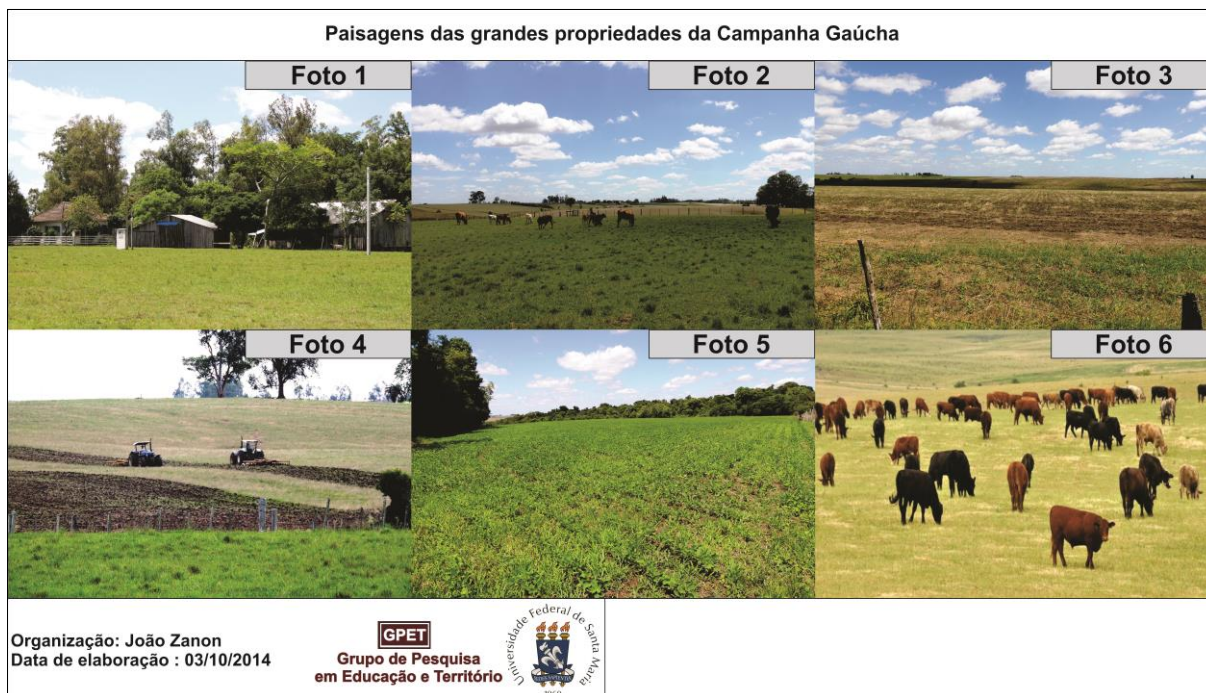 Paisagens das grandes propriedades da Campanha Gaúcha
Foto 1
Foto 2
Foto 3
Foto 4
Foto 5
Foto 6
Organização: João Zanon
Data de elaboração : 03/10/2014
GPET
Grupo de Pesquisa
em Educação e Território
Universidade Federal de Santa Maria